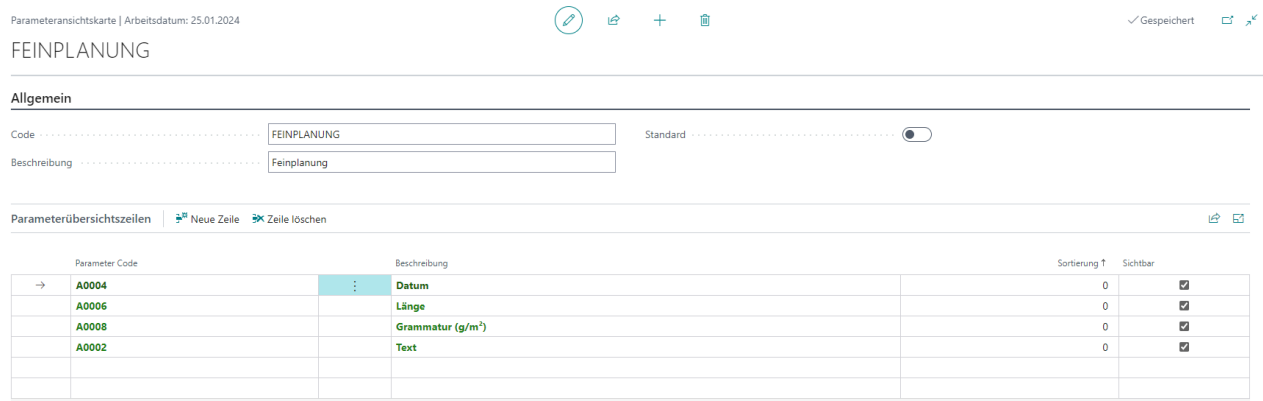 Parameteransichtskarte | Arbeitsdatum: 25.01.2024
Gespeichert
FEINPLANUNG
Allgemein
Code FEINPLANUNG Standard
Beschreibung Feinplanung
Parameterübersichtszeilen Neue Zeile Zeile löschen
Parameter Code Beschreibung Sortierung ↑ Sichtbar
A0004 Datum 0
A0006 Länge 0
A0008 Grammatur (g/m²) 0
A0002 Text 0